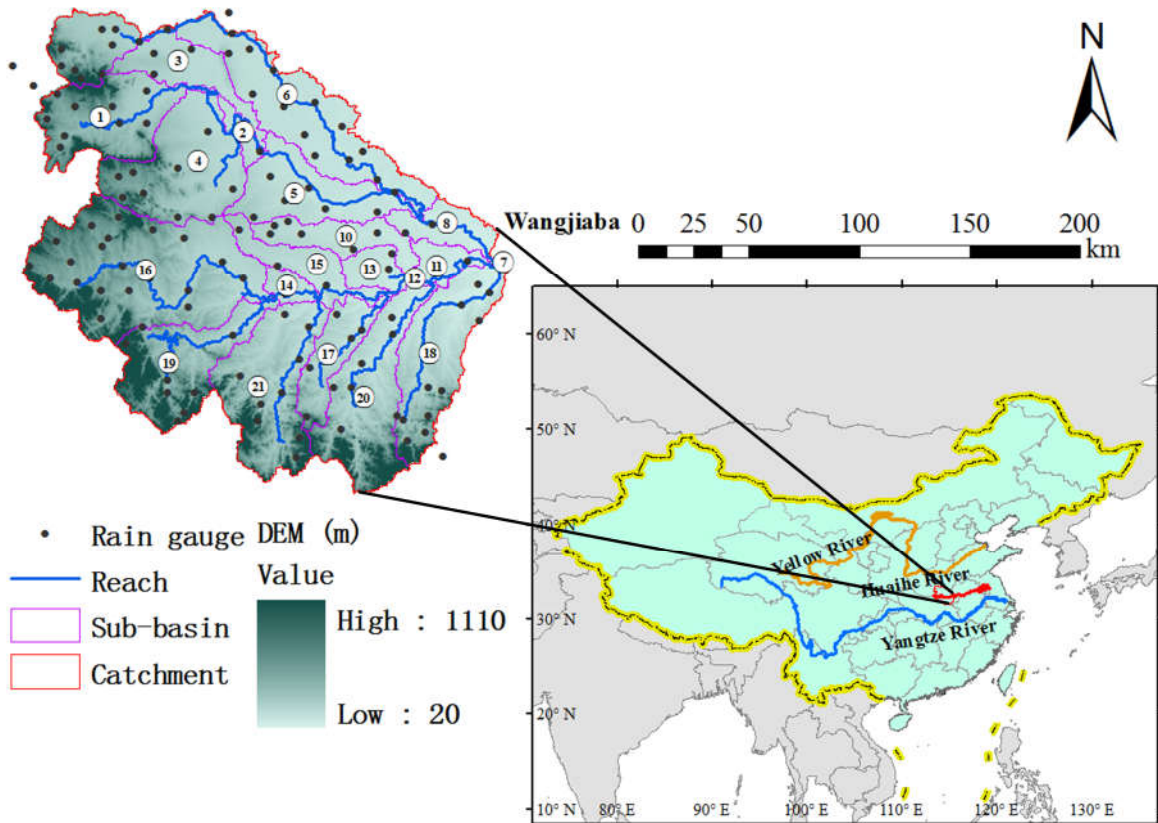 N
3
6
1
2
4
5
8
Wangjiaba
0 25 50 100 150 200
km
10
7
16
15
13
12
11
14
17
18
19
21
20
Rain gauge
Reach
Sub-basin
Catchment
DEM (m)
Value
High : 1110
Low : 20
60° N
50° N
40° N
30° N
20° N
10° N
80° E
90° E
100° E
110° E
120° E
130° E
Yellow River
Huaihe River
Yangtze River